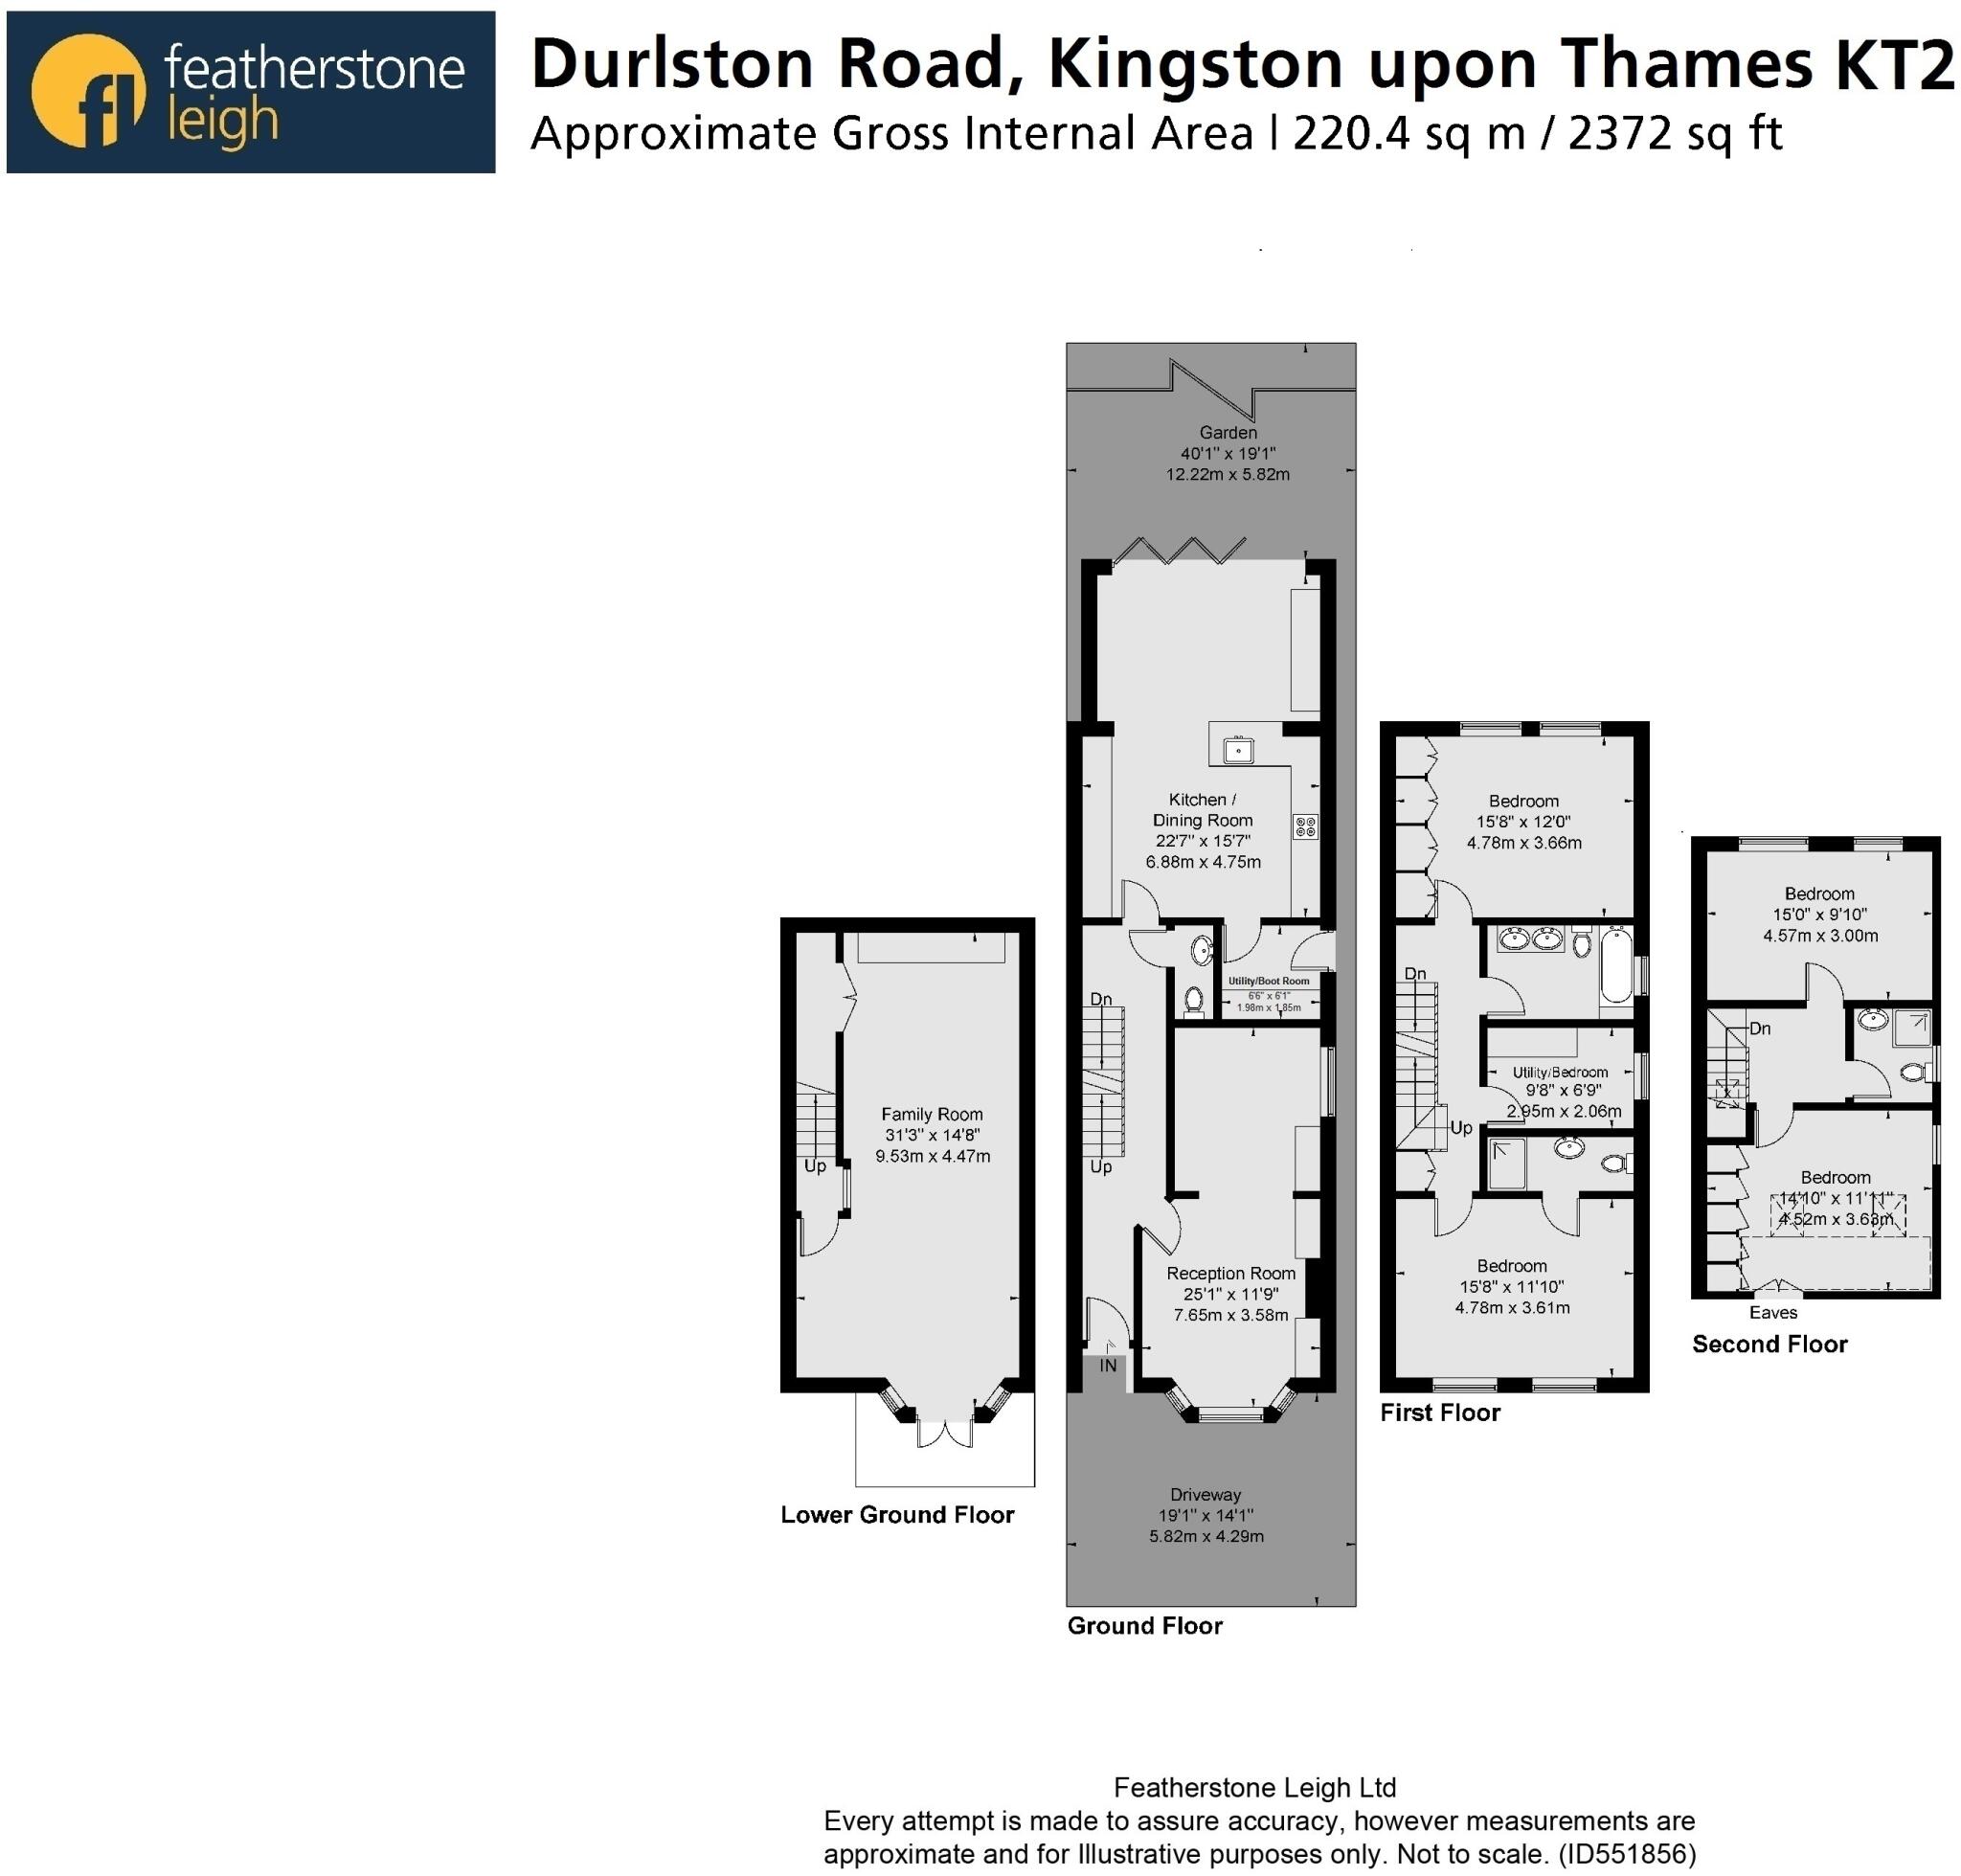 featherstone
leigh
fl
Durlston Road, Kingston upon Thames KT2
Approximate Gross Internal Area | 220.4 sq m / 2372 sq ft
Garden
40'1" x 19'1"
12.22m x 5.82m
Kitchen /
Dining Room
22'7" x 15'7"
6.88m x 4.75m
Utility/Boot Room
6'6" x 6'1"
1.98m x 1.85m
Dn
Up
Reception Room
25'1" x 11'9"
7.65m x 3.58m
IN
Driveway
19'1" x 14'1"
5.82m x 4.29m
Ground Floor
Family Room
31'3" x 14'8"
9.53m x 4.47m
Up
Lower Ground Floor
Bedroom
15'8" x 12'0"
4.78m x 3.66m
Dn
Utility/Bedroom
9'8" x 6'9"
2.95m x 2.06m
Up
Bedroom
15'8" x 11'10"
4.78m x 3.61m
First Floor
Bedroom
15'0" x 9'10"
4.57m x 3.00m
Dn
Bedroom
14'10" x 11'11"
4.52m x 3.63m
Eaves
Second Floor
Featherstone Leigh Ltd
Every attempt is made to assure accuracy, however measurements are
approximate and for Illustrative purposes only. Not to scale. (ID551856)